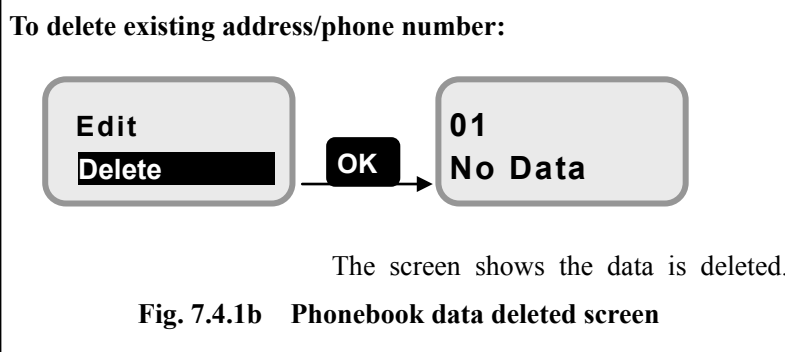 To delete existing address/phone number:
Edit
Delete
OK
01
No Data
The screen shows the data is deleted.
Fig. 7.4.1b Phonebook data deleted screen